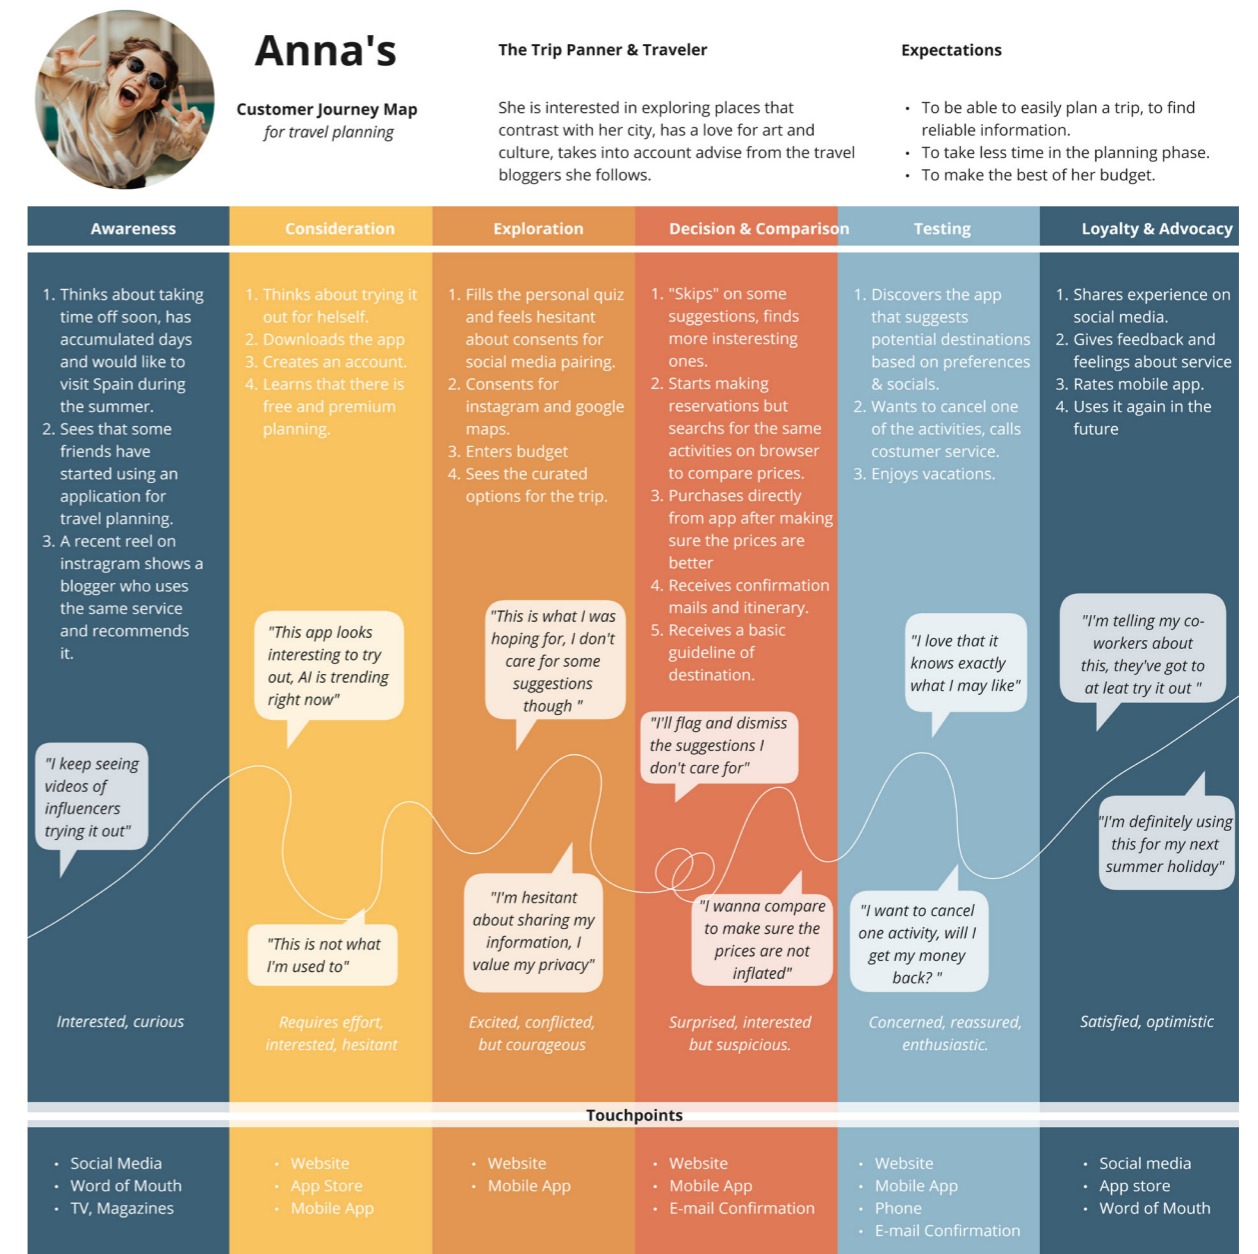 Anna's
Customer Journey Map
for travel planning
The Trip Panner & Traveler
She is interested in exploring places that
contrast with her city, has a love for art and
culture, takes into account advise from the travel
bloggers she follows.
Expectations
• To be able to easily plan a trip, to find
reliable information.
• To take less time in the planning phase.
• To make the best of her budget.
Awareness
Consideration
Exploration
Decision & Comparison
Testing
Loyalty & Advocacy
1. Thinks about taking
time off soon, has
accumulated days
and would like to
visit Spain during
the summer.
2. Sees that some
friends have
started using an
application for
travel planning.
3. A recent reel on
instragram shows a
blogger who uses
the same service
and recommends
it.
1. Thinks about trying it
out for helself.
2. Downloads the app
3. Creates an account.
4. Learns that there is
free and premium
planning.
1. Fills the personal quiz
and feels hesitant
about consents for
social media pairing.
2. Consents for
instagram and google
maps.
3. Enters budget
4. Sees the curated
options for the trip.
1. "Skips" on some
suggestions, finds
more insteresting
ones.
2. Starts making
reservations but
searchs for the same
activities on browser
to compare prices.
3. Purchases directly
from app after making
sure the prices are
better
4. Receives confirmation
mails and itinerary.
5. Receives a basic
guideline of
destination.
1. Discovers the app
that suggests
potential destinations
based on preferences
& socials.
2. Wants to cancel one
of the activities, calls
costumer service.
3. Enjoys vacations.
1. Shares experience on
social media.
2. Gives feedback and
feelings about service
3. Rates mobile app.
4. Uses it again in the
future
"I keep seeing
videos of
influencers
trying it out"
"This app looks
interesting to try
out, AI is trending
right now"
"This is not what
I'm used to"
"This is what I was
hoping for, I don't
care for some
suggestions
though "
"I'm hesitant
about sharing my
information, I
value my privacy"
"I'll flag and dismiss
the suggestions I
don't care for"
"I wanna compare
to make sure the
prices are not
inflated"
"I love that it
knows exactly
what I may like"
"I want to cancel
one activity, will I
get my money
back? "
"I'm telling my co-
workers about
this, they've got to
at leat try it out "
"I'm definitely using
this for my next
summer holiday"
Interested, curious
Requires effort,
interested, hesitant
Excited, conflicted,
but courageous
Surprised, interested
but suspicious.
Concerned, reassured,
enthusiastic.
Satisfied, optimistic
Touchpoints
• Social Media
• Word of Mouth
• TV, Magazines
• Website
• App Store
• Mobile App
• Website
• Mobile App
• Website
• Mobile App
• E-mail Confirmation
• Website
• Mobile App
• Phone
• E-mail Confirmation
• Social media
• App store
• Word of Mouth